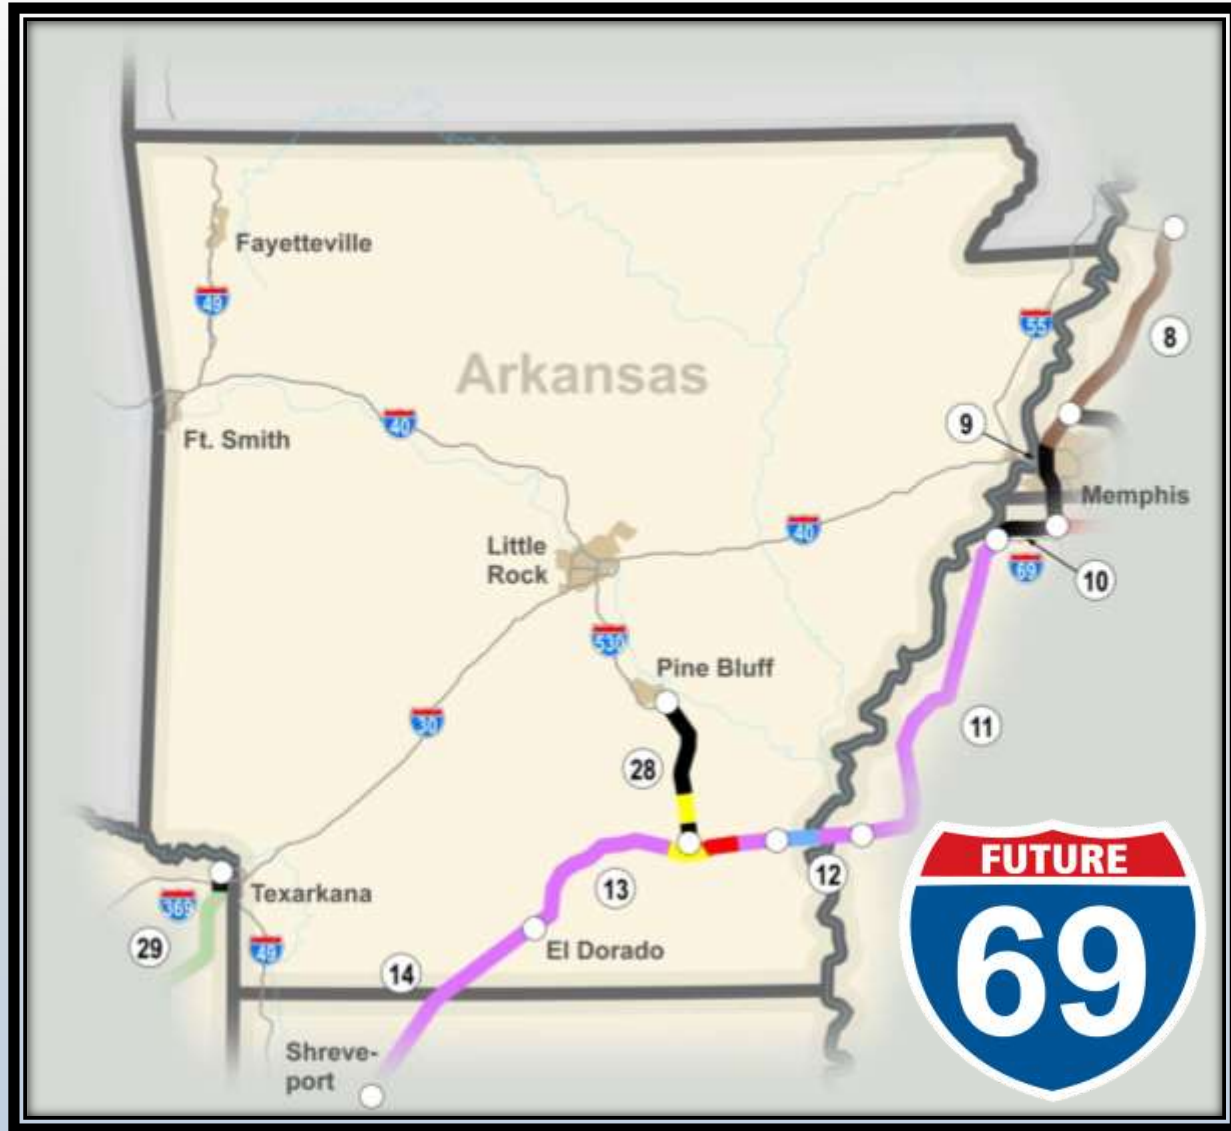 Fayetteville
49
55
8
Arkansas
9
40
Ft. Smith
Memphis
40
Little
Rock
69
10
530
Pine Bluff
30
11
28
FUTURE
69
12
13
Texarkana
369
29
49
El Dorado
14
Shreve-
port